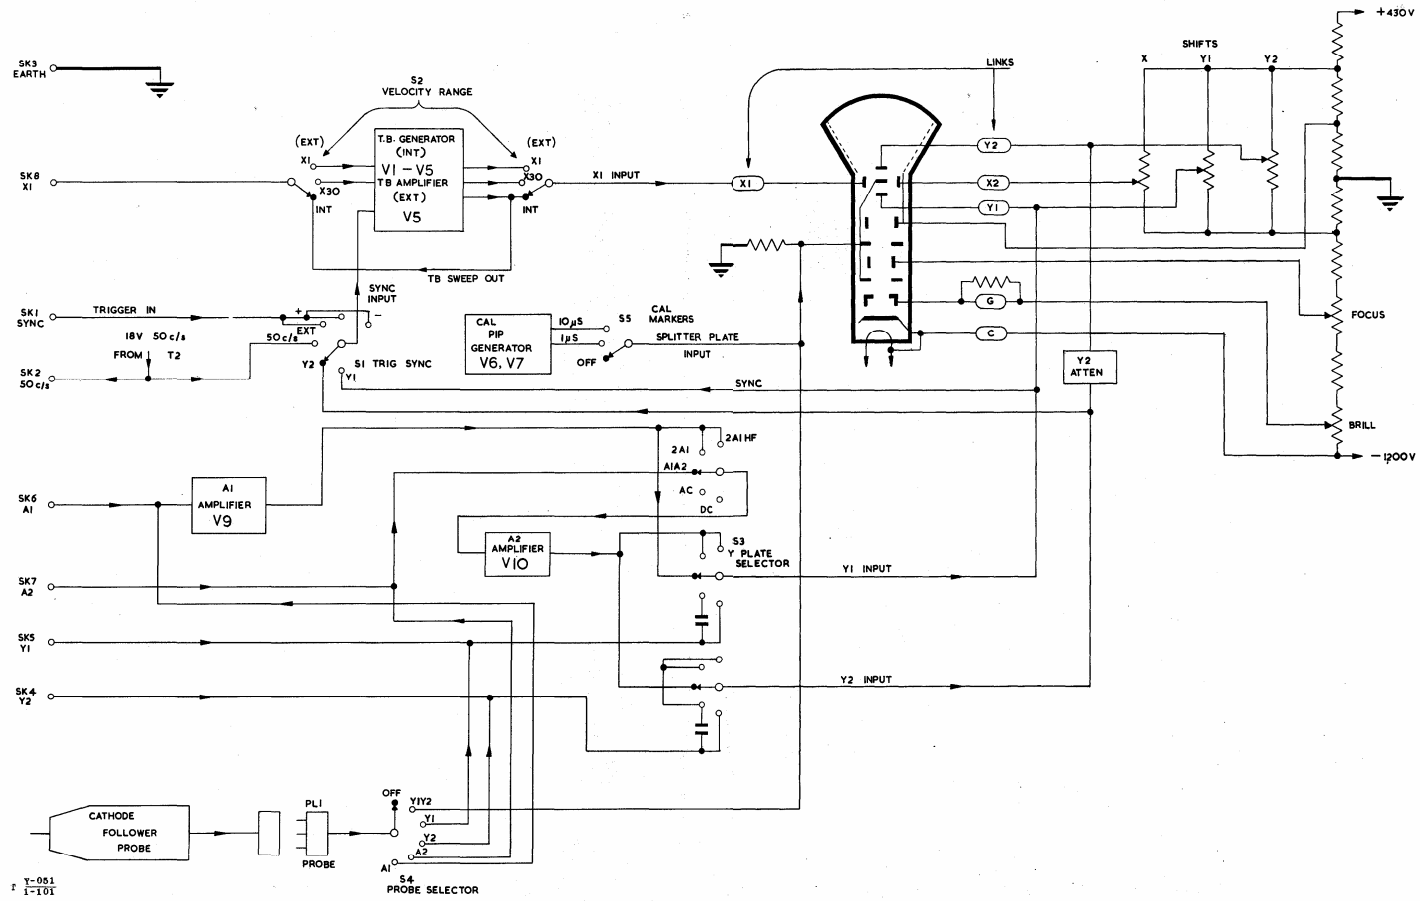 +430V
SHIFTS
X Y1 Y2
LINKS
SK3
EARTH
S2
VELOCITY RANGE
(EXT)
(EXT)
T.B. GENERATOR
(INT)
V1-V5
TB AMPLIFIER
(EXT)
V5
X1
X30
INT
X1
X30
INT
SK8
X1
X1 INPUT
X1
Y2
X2
Y1
TB SWEEP OUT
SYNC
INPUT
SK1
SYNC
TRIGGER IN
+
-
EXT
18V 50c/s
50c/s
FROM T2
SK2
50c/s
Y2
S1 TRIG SYNC
Y1
CAL
PIP
GENERATOR
V6, V7
10µS
1µS
OFF
S5
CAL
MARKERS
SPLITTER PLATE
INPUT
G
C
FOCUS
Y2
ATTEN
SYNC
BRILL
-1200V
2A1HF
2A1
A1A2
AC
DC
SK6
A1
A1
AMPLIFIER
V9
A2
AMPLIFIER
V10
S3
Y PLATE
SELECTOR
SK7
A2
Y1 INPUT
SK5
Y1
SK4
Y2
Y2 INPUT
CATHODE
FOLLOWER
PROBE
PL1
PROBE
OFF
Y1Y2
Y1
Y2
A2
A1
S4
PROBE SELECTOR
Y-051
1-101